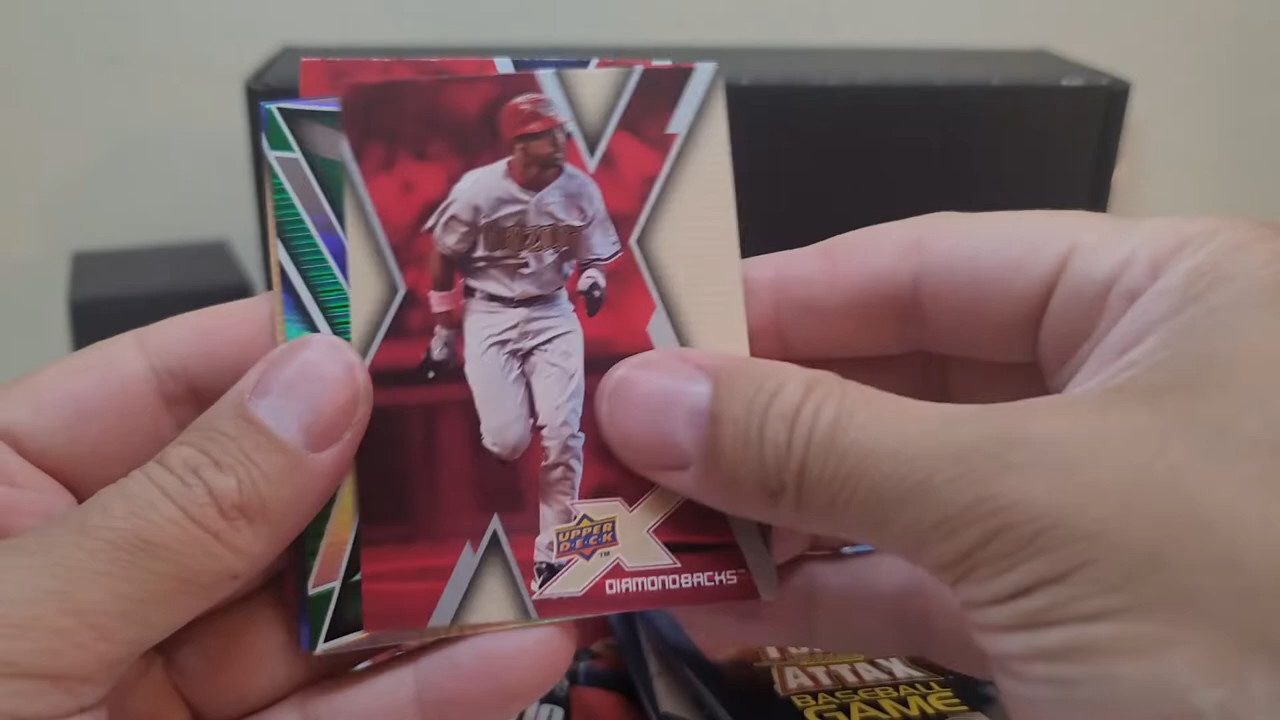 UPPER
DECK
TM
DIAMONDBACKS
ATTAX
BASEBALL
GAME